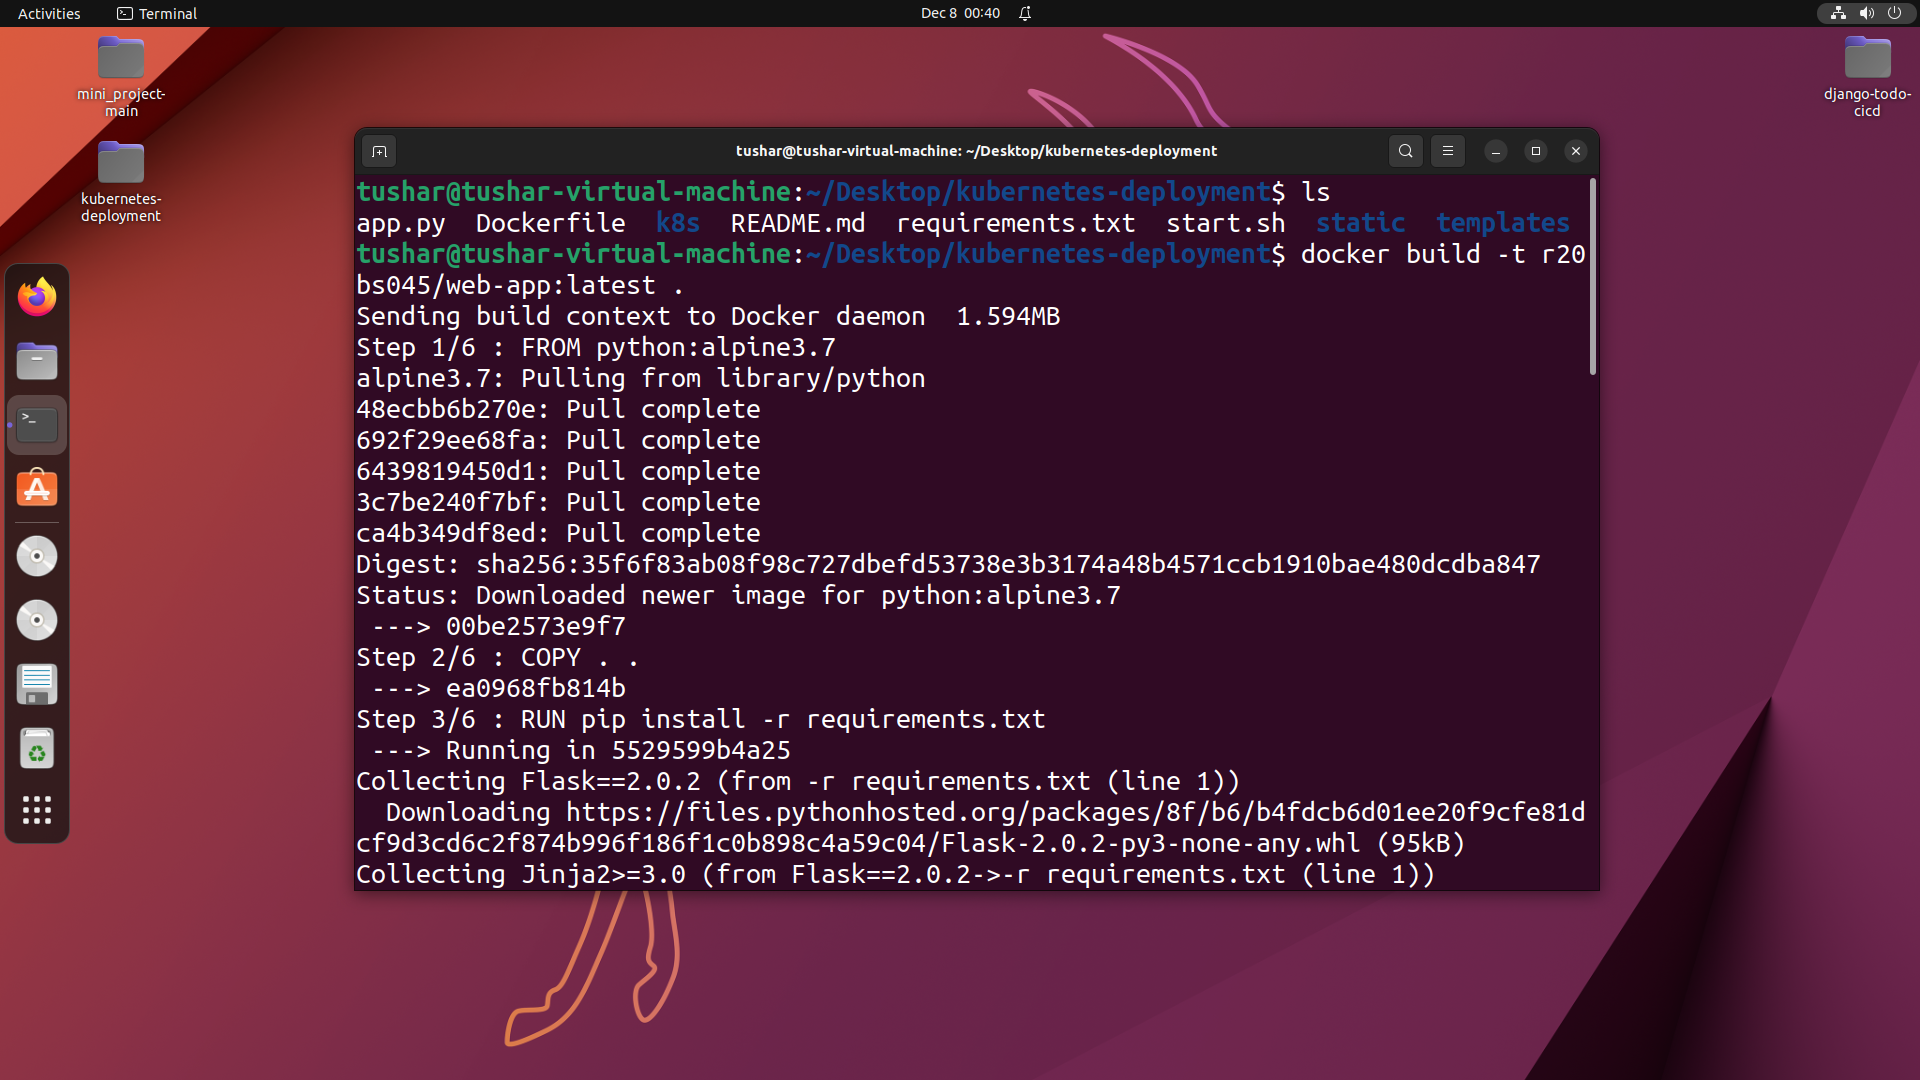 Activities
Terminal
Dec 8 00:40
mini_project-
main
kubernetes-
deployment
django-todo-
cicd
tushar@tushar-virtual-machine: ~/Desktop/kubernetes-deployment
tushar@tushar-virtual-machine:~/Desktop/kubernetes-deployment$ ls
app.py  Dockerfile  k8s  README.md  requirements.txt  start.sh  static  templates
tushar@tushar-virtual-machine:~/Desktop/kubernetes-deployment$ docker build -t r20
bs045/web-app:latest .
Sending build context to Docker daemon  1.594MB
Step 1/6 : FROM python:alpine3.7
alpine3.7: Pulling from library/python
48ecbb6b270e: Pull complete
692f29ee68fa: Pull complete
6439819450d1: Pull complete
3c7be240f7bf: Pull complete
ca4b349df8ed: Pull complete
Digest: sha256:35f6f83ab08f98c727dbefd53738e3b3174a48b4571ccb1910bae480dcdba847
Status: Downloaded newer image for python:alpine3.7
 ---> 00be2573e9f7
Step 2/6 : COPY . .
 ---> ea0968fb814b
Step 3/6 : RUN pip install -r requirements.txt
 ---> Running in 5529599b4a25
Collecting Flask==2.0.2 (from -r requirements.txt (line 1))
  Downloading https://files.pythonhosted.org/packages/8f/b6/b4fdcb6d01ee20f9cfe81d
cf9d3cd6c2f874b996f186f1c0b898c4a59c04/Flask-2.0.2-py3-none-any.whl (95kB)
Collecting Jinja2>=3.0 (from Flask==2.0.2->-r requirements.txt (line 1))